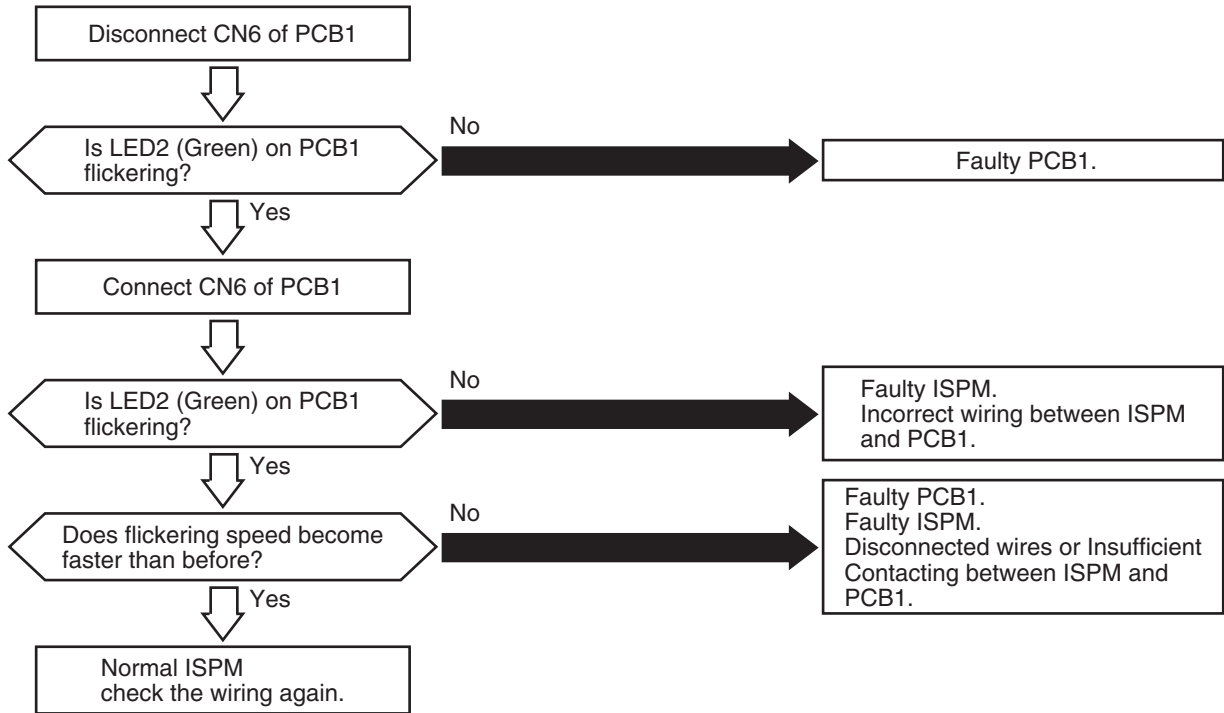 Disconnect CN6 of PCB1
Is LED2 (Green) on PCB1
flickering?
No
Faulty PCB1.
Yes
Connect CN6 of PCB1
Is LED2 (Green) on PCB1
flickering?
No
Faulty ISPM.
Incorrect wiring between ISPM
and PCB1.
Yes
Does flickering speed become
faster than before?
No
Faulty PCB1.
Faulty ISPM.
Disconnected wires or Insufficient
Contacting between ISPM and
PCB1.
Yes
Normal ISPM
check the wiring again.